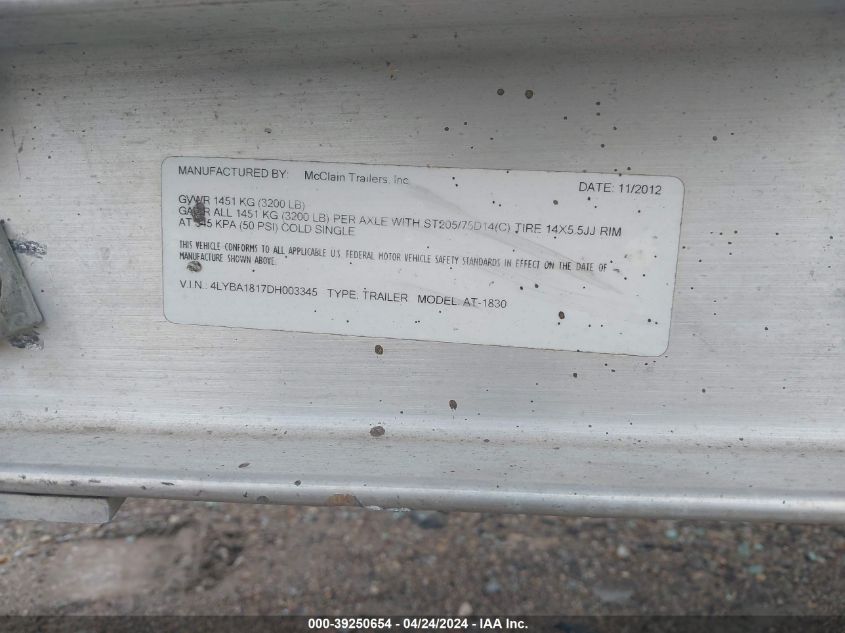 MANUFACTURED BY: McClain Trailers, Inc. DATE: 11/2012
GVWR 1451 KG (3200 LB)
GAWR ALL 1451 KG (3200 LB) PER AXLE WITH ST205/75D14(C) TIRE 14X5.5JJ RIM
AT 345 KPA (50 PSI) COLD SINGLE
THIS VEHICLE CONFORMS TO ALL APPLICABLE U.S. FEDERAL MOTOR VEHICLE SAFETY STANDARDS IN EFFECT ON THE DATE OF
MANUFACTURE SHOWN ABOVE.
V.I.N.: 4LYBA1817DH003345 TYPE: TRAILER MODEL: AT-1830
000-39250654 - 04/24/2024 - IAA Inc.